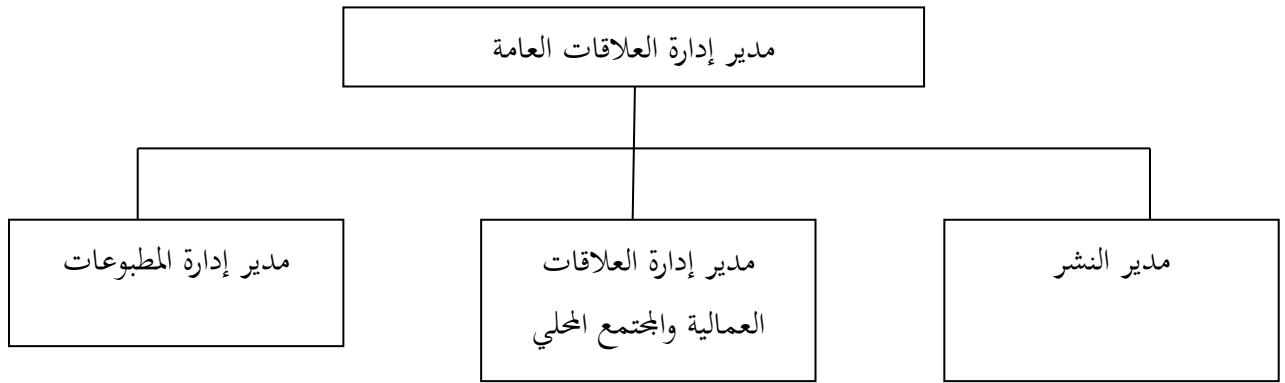 مدير إدارة العلاقات العامة
مدير النشر
مدير إدارة العلاقات
العمالية والمجتمع المحلي
مدير إدارة المطبوعات